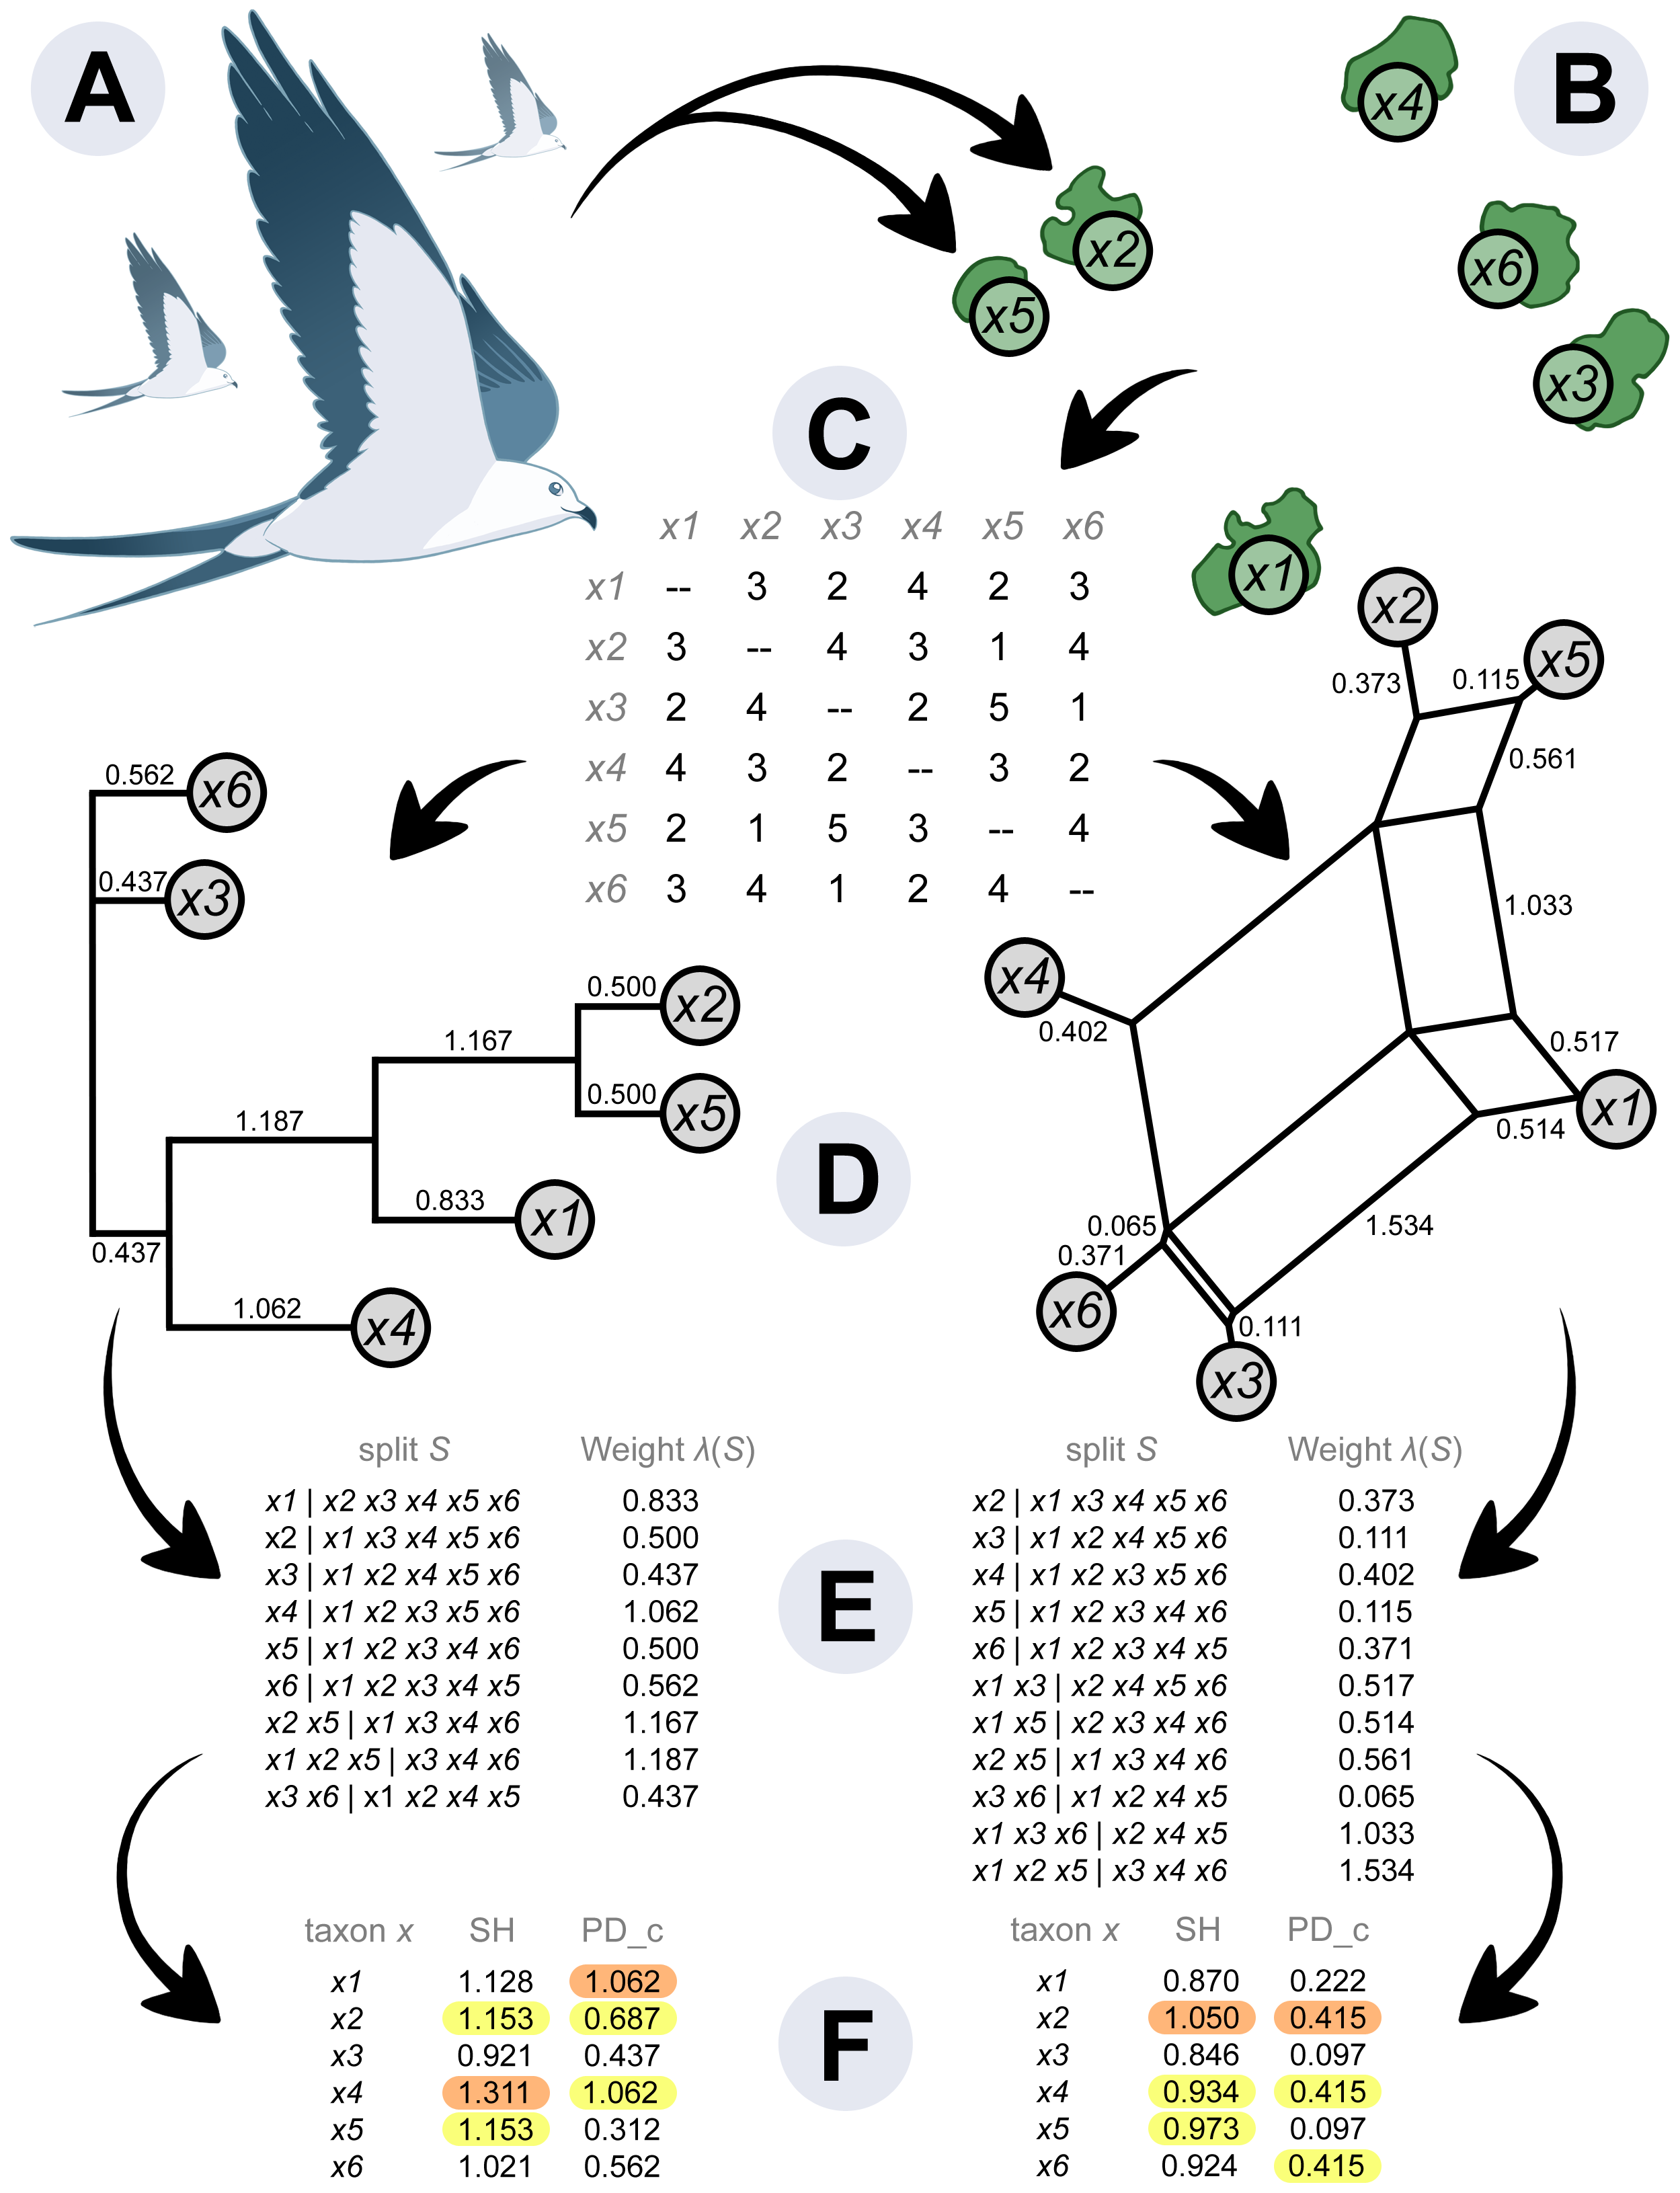 A
B
x4
x2
x6
x5
x3
C
x1 x2 x3 x4 x5 x6
x1 -- 3 2 4 2 3
x2 3 -- 4 3 1 4
x3 2 4 -- 2 5 1
x4 4 3 2 -- 3 2
x5 2 1 5 3 -- 4
x6 3 4 1 2 4 --
x1
D
0.562
x6
0.437
x3
0.500
x2
1.167
0.500
x5
1.187
0.833
x1
0.437
1.062
x4
x2
x5
0.373
0.115
0.561
1.033
x4
0.402
0.517
x1
0.514
0.065
1.534
0.371
x6
0.111
x3
E
split S Weight λ(S)
x1 | x2 x3 x4 x5 x6 0.833
x2 | x1 x3 x4 x5 x6 0.500
x3 | x1 x2 x4 x5 x6 0.437
x4 | x1 x2 x3 x5 x6 1.062
x5 | x1 x2 x3 x4 x6 0.500
x6 | x1 x2 x3 x4 x5 0.562
x2 x5 | x1 x3 x4 x6 1.167
x1 x2 x5 | x3 x4 x6 1.187
x3 x6 | x1 x2 x4 x5 0.437
split S Weight λ(S)
x2 | x1 x3 x4 x5 x6 0.373
x3 | x1 x2 x4 x5 x6 0.111
x4 | x1 x2 x3 x5 x6 0.402
x5 | x1 x2 x3 x4 x6 0.115
x6 | x1 x2 x3 x4 x5 0.371
x1 x3 | x2 x4 x5 x6 0.517
x1 x5 | x2 x3 x4 x6 0.514
x2 x5 | x1 x3 x4 x6 0.561
x3 x6 | x1 x2 x4 x5 0.065
x1 x3 x6 | x2 x4 x5 1.033
x1 x2 x5 | x3 x4 x6 1.534
F
taxon x SH PD_c
x1 1.128 1.062
x2 1.153 0.687
x3 0.921 0.437
x4 1.311 1.062
x5 1.153 0.312
x6 1.021 0.562
taxon x SH PD_c
x1 0.870 0.222
x2 1.050 0.415
x3 0.846 0.097
x4 0.934 0.415
x5 0.973 0.097
x6 0.924 0.415